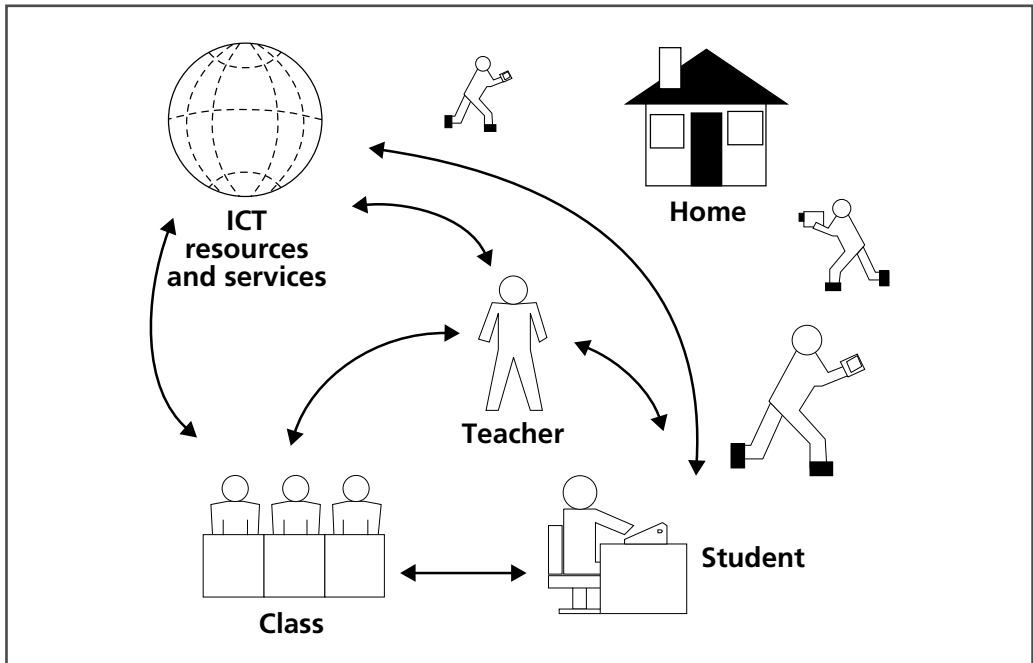 ICT
resources
and services
Home
Teacher
Student
Class